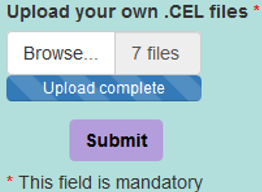 Upload your own .CEL files *
Browse... 7 files
Upload complete
Submit
* This field is mandatory